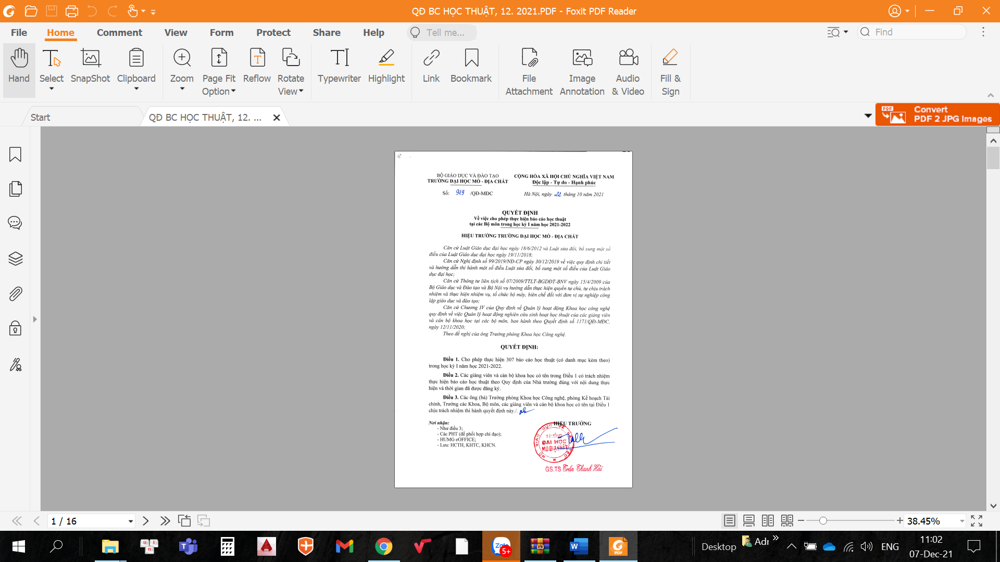 QĐ BC HỌC THUẬT, 12. 2021.PDF - Foxit PDF Reader
File Home Comment View Form Protect Share Help Tell me... Find
Hand Select SnapShot Clipboard Zoom Page Fit Option Reflow Rotate View Typewriter Highlight Link Bookmark File Attachment Image Annotation Audio & Video Fill & Sign
Start QĐ BC HỌC THUẬT, 12. ...
PDF Convert
PDF 2 JPG Images
BỘ GIÁO DỤC VÀ ĐÀO TẠO
TRƯỜNG ĐẠI HỌC MỎ - ĐỊA CHẤT
CỘNG HÒA XÃ HỘI CHỦ NGHĨA VIỆT NAM
Độc lập - Tự do - Hạnh phúc
Số: 919 /QĐ-MĐC
Hà Nội, ngày 22 tháng 10 năm 2021
QUYẾT ĐỊNH
Về việc cho phép thực hiện báo cáo học thuật
tại các Bộ môn trong học kỳ I năm học 2021-2022
HIỆU TRƯỞNG TRƯỜNG ĐẠI HỌC MỎ - ĐỊA CHẤT
Căn cứ Luật Giáo dục đại học ngày 18/6/2012 và Luật sửa đổi, bổ sung một số
điều của Luật Giáo dục đại học ngày 19/11/2018;
Căn cứ Nghị định số 99/2019/NĐ-CP ngày 30/12/2019 về việc quy định chi tiết
và hướng dẫn thi hành một số điều Luật sửa đổi, bổ sung một số điều của Luật Giáo
dục đại học;
Căn cứ Thông tư liên tịch số 07/2009/TTLT-BGDĐT-BNV ngày 15/4/2009 của
Bộ Giáo dục và Đào tạo và Bộ Nội vụ hướng dẫn thực hiện quyền tự chủ, tự chịu trách
nhiệm và thực hiện nhiệm vụ, tổ chức bộ máy, biên chế đối với đơn vị sự nghiệp công
lập giáo dục và đào tạo;
Căn cứ Chương IV của Quy định về Quản lý hoạt động Khoa học công nghệ
quy định về việc Quản lý hoạt động nghiên cứu sinh hoạt học thuật của các giảng viên
và cán bộ khoa học tại các bộ môn, ban hành theo Quyết định số 1171/QĐ-MĐC,
ngày 12/11/2020;
Theo đề nghị của ông Trưởng phòng Khoa học Công nghệ.
QUYẾT ĐỊNH:
Điều 1. Cho phép thực hiện 307 báo cáo học thuật (có danh mục kèm theo)
trong học kỳ I năm học 2021-2022.
Điều 2. Các giảng viên và cán bộ khoa học có tên trong Điều 1 có trách nhiệm
thực hiện báo cáo học thuật theo Quy định của Nhà trường đúng với nội dung thực
hiện và thời gian đã được đăng ký.
Điều 3. Các ông (bà) Trưởng phòng Khoa học Công nghệ, phòng Kế hoạch Tài
chính, Trưởng các Khoa, Bộ môn, các giảng viên và cán bộ khoa học có tên tại Điều 1
chịu trách nhiệm thi hành quyết định này./.
Nơi nhận:
- Như điều 3;
- Các PHT (để phối hợp chỉ đạo);
- HUMG eOFFICE;
- Lưu: HCTH, KHTC, KHCN.
HIỆU TRƯỞNG
TRƯỜNG
ĐẠI HỌC
MỎ ĐỊA CHẤT
GS.TS Trần Thanh Hải
1 / 16
38.45%
Zalo 5+
Desktop
ENG
11:02
07-Dec-21